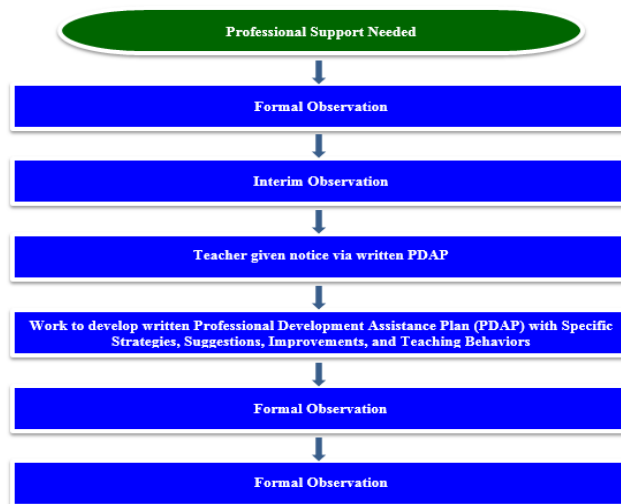 Professional Support Needed
Formal Observation
Interim Observation
Teacher given notice via written PDAP
Work to develop written Professional Development Assistance Plan (PDAP) with Specific
Strategies, Suggestions, Improvements, and Teaching Behaviors
Formal Observation
Formal Observation